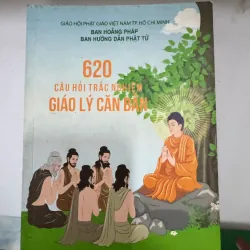 GIÁO HỘI PHẬT GIÁO VIỆT NAM TP. HỒ CHÍ MINH
BAN HOẰNG PHÁP
BAN HƯỚNG DẪN PHẬT TỬ
620
CÂU HỎI TRẮC NGHIỆM
GIÁO LÝ CĂN BẢN